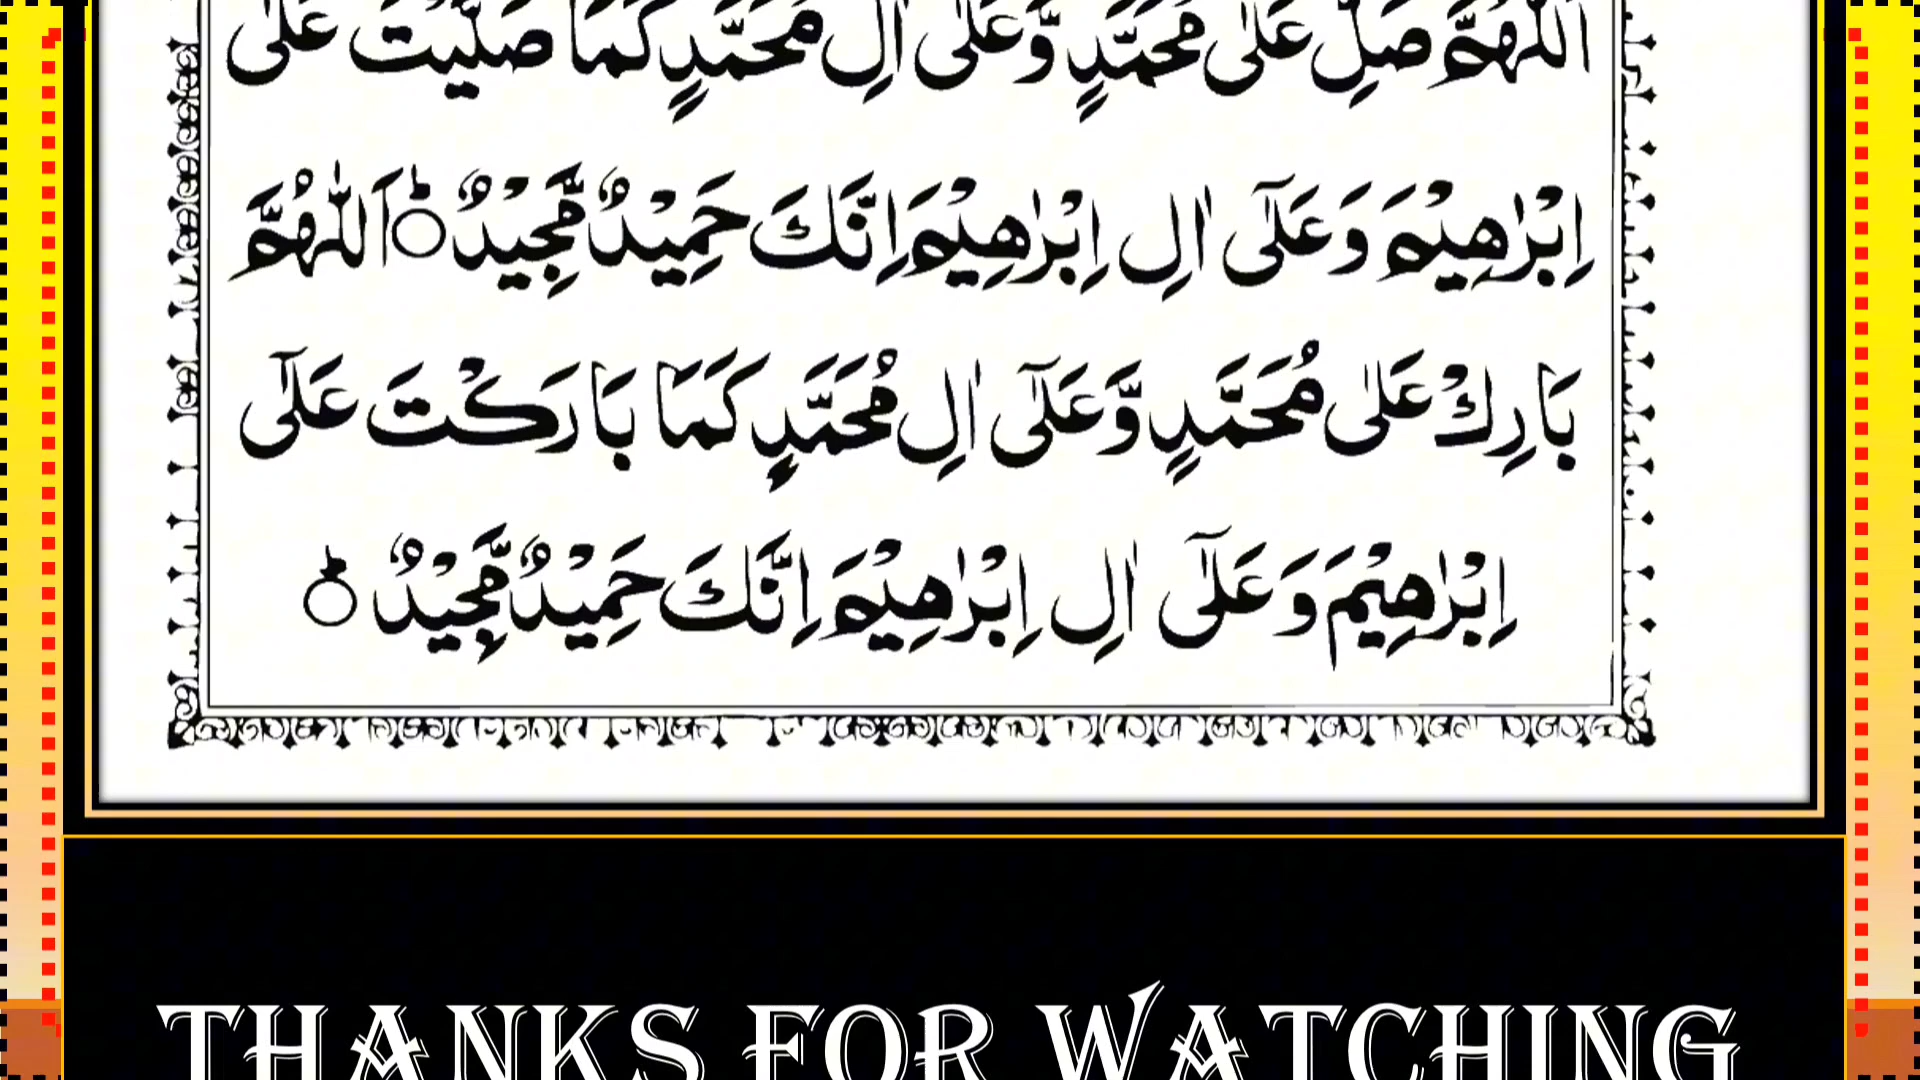 اَللّٰهُمَّ صَلِّ عَلٰى مُحَمَّدٍ وَّعَلٰٓى اٰلِ مُحَمَّدٍ كَمَا صَلَّيْتَ عَلٰٓى
اِبْرٰهِيْمَ وَعَلٰٓى اٰلِ اِبْرٰهِيْمَ اِنَّكَ حَمِيْدٌ مَّجِيْدٌ ؕ اَللّٰهُمَّ
بَارِكْ عَلٰى مُحَمَّدٍ وَّعَلٰٓى اٰلِ مُحَمَّدٍ كَمَا بَارَكْتَ عَلٰٓى
اِبْرٰهِيْمَ وَعَلٰٓى اٰلِ اِبْرٰهِيْمَ اِنَّكَ حَمِيْدٌ مَّجِيْدٌ ؕ
THANKS FOR WATCHING